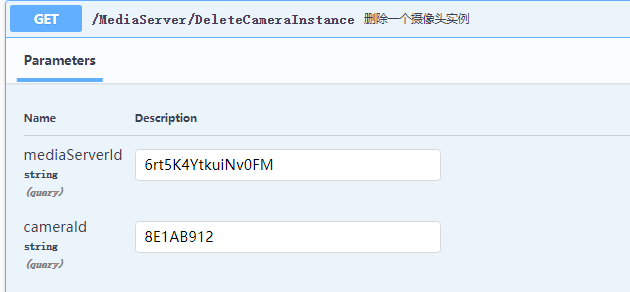 GET /MediaServer/DeleteCameraInstance 删除一个摄像头实例
Parameters
Name Description
mediaServerId
string
(query)
6rt5K4YtkuiNv0FM
cameraId
string
(query)
8E1AB912